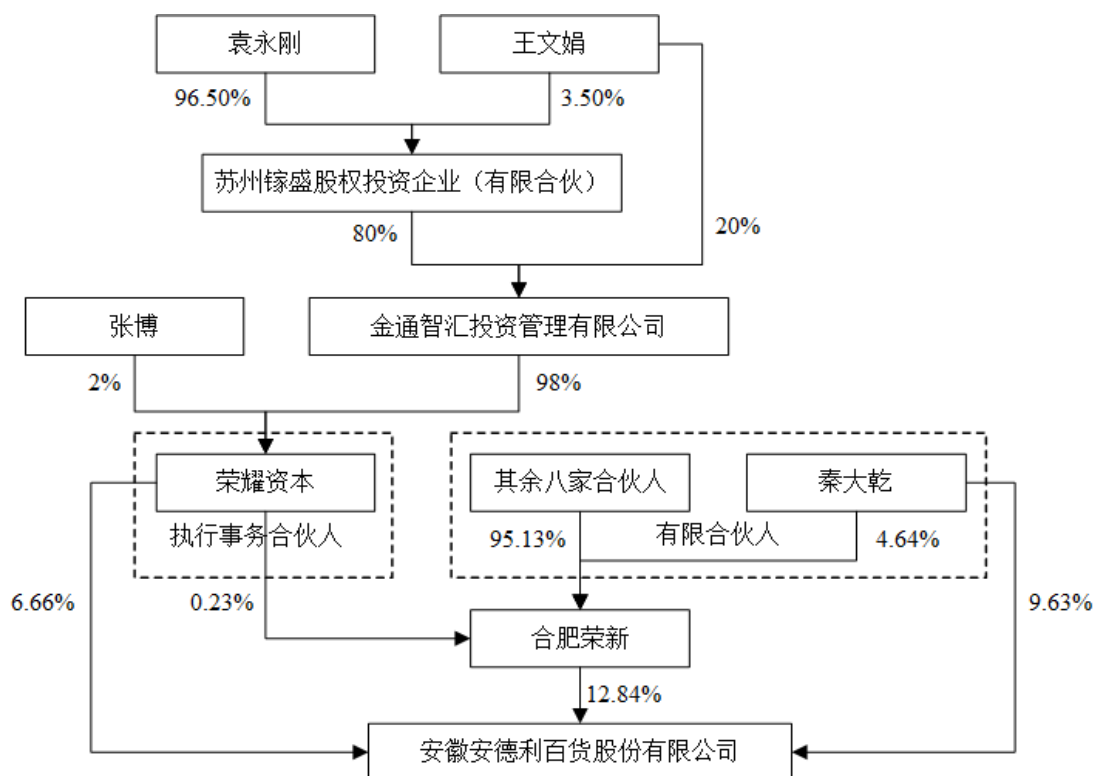 袁永刚
王文娟
96.50%
3.50%
苏州镓盛股权投资企业（有限合伙）
80%
20%
张博
金通智汇投资管理有限公司
2%
98%
荣耀资本
其余八家合伙人
秦大乾
执行事务合伙人
95.13%
有限合伙人
4.64%
6.66%
0.23%
9.63%
合肥荣新
12.84%
安徽安德利百货股份有限公司